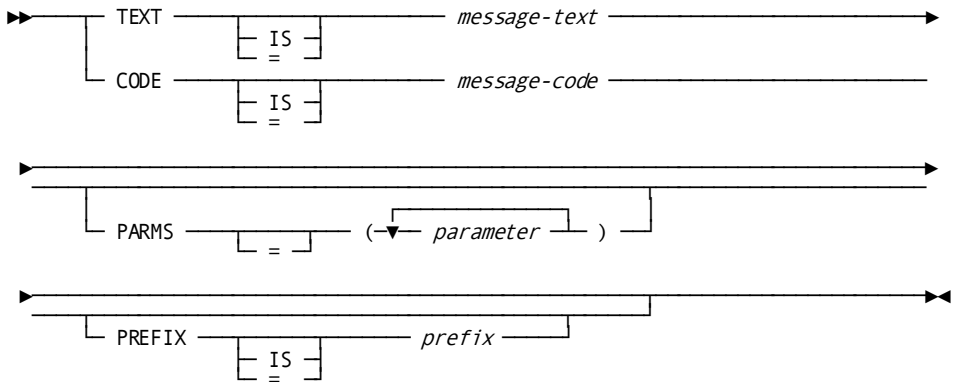 TEXT IS message-text
=
CODE IS message-code
=
PARMS = ( parameter )
PREFIX IS prefix
=